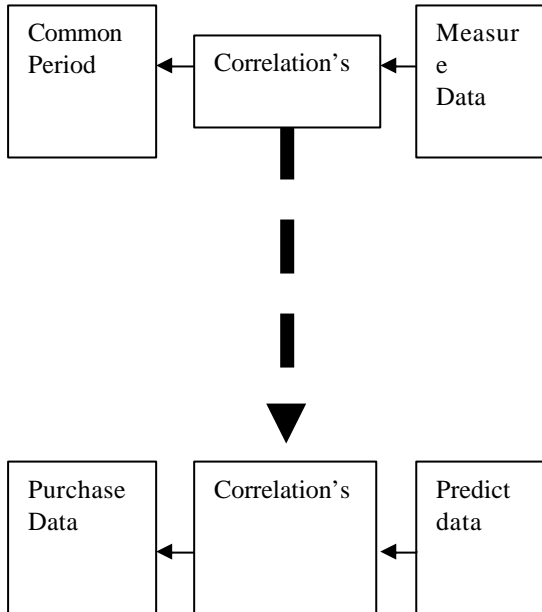 Common
Period
Correlation's
Measur
e
Data
Purchase
Data
Correlation's
Predict
data